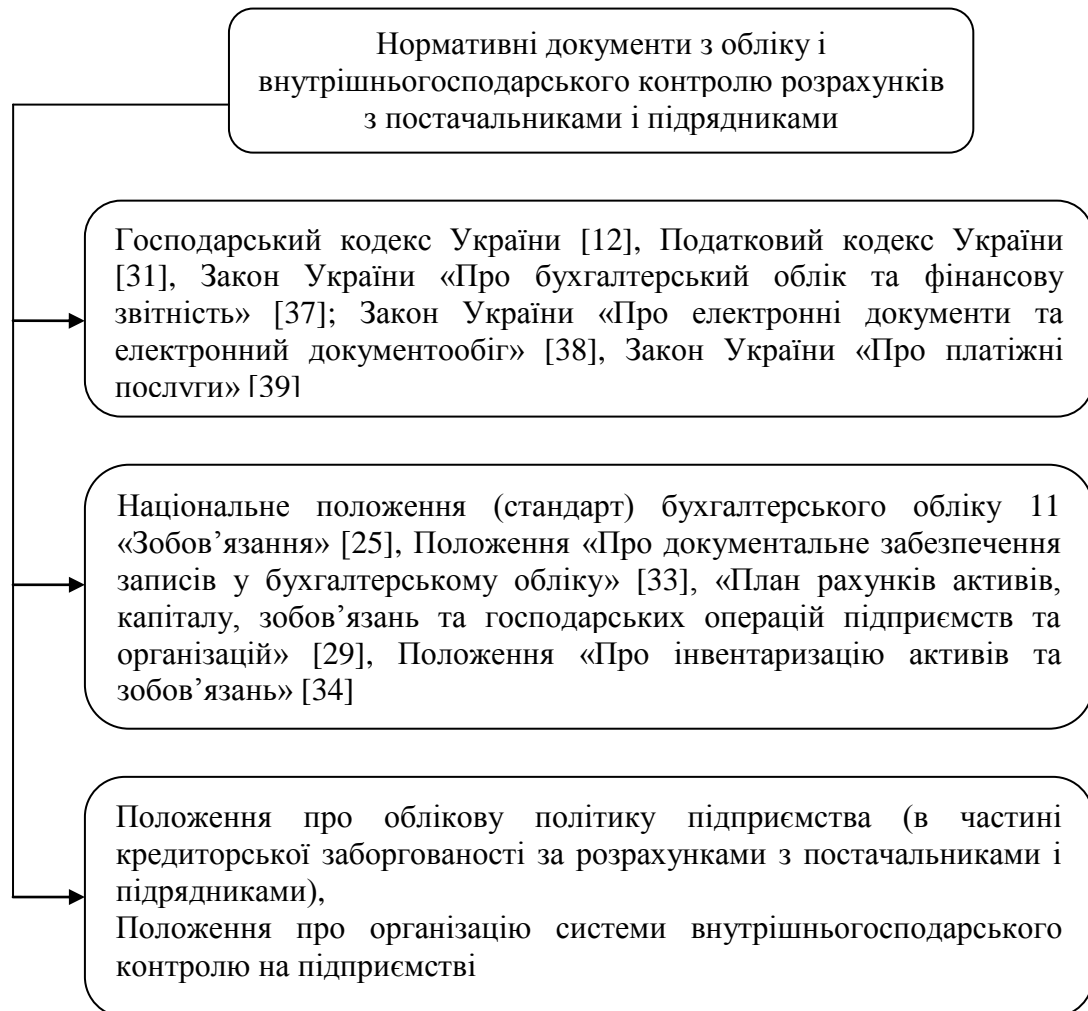 Нормативні документи з обліку і
внутрішньогосподарського контролю розрахунків
з постачальниками і підрядниками
Господарський кодекс України [12], Податковий кодекс України
[31], Закон України «Про бухгалтерський облік та фінансову
звітність» [37]; Закон України «Про електронні документи та
електронний документообіг» [38], Закон України «Про платіжні
послуги» [39]
Національне положення (стандарт) бухгалтерського обліку 11
«Зобов’язання» [25], Положення «Про документальне забезпечення
записів у бухгалтерському обліку» [33], «План рахунків активів,
капіталу, зобов’язань та господарських операцій підприємств та
організацій» [29], Положення «Про інвентаризацію активів та
зобов’язань» [34]
Положення про облікову політику підприємства (в частині
кредиторської заборгованості за розрахунками з постачальниками і
підрядниками),
Положення про організацію системи внутрішньогосподарського
контролю на підприємстві